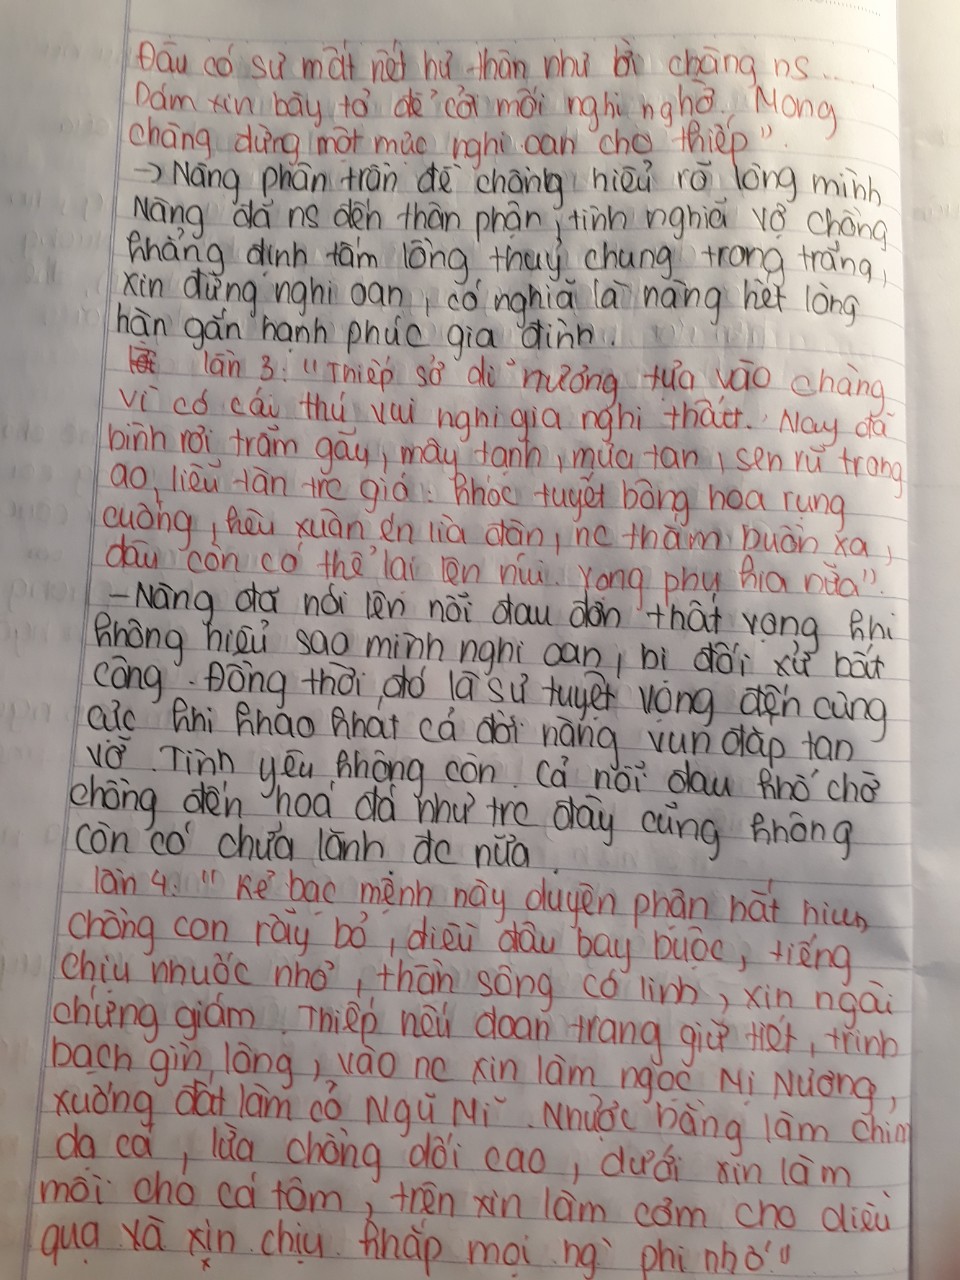 Đâu có sự mất nết hư thân như lời chàng ns...
Dám xin bày tỏ để cởi mối nghi ngờ. Mong
chàng đừng một mực nghi oan cho thiếp".
→ Nàng phân trần để chồng hiểu rõ lòng mình
Nàng đã ns đến thân phận, tình nghĩa vợ chồng
khẳng định tấm lòng thuỷ chung trong trắng,
xin đừng nghi oan, có nghĩa là nàng hết lòng
hàn gắn hạnh phúc gia đình.
lần 3: "Thiếp sở dĩ nương tựa vào chàng
vì có cái thú vui nghi gia nghi thất. Nay đã
bình rơi trâm gãy, mây tạnh, mưa tan, sen rũ trong
ao, liễu tàn trc gió. khóc tuyết bông hoa rụng
cuống, kêu xuân én lìa đàn, nc thẳm buồn xa,
đâu còn có thể lại lên núi Vọng phu kia nữa".
- Nàng đã nói lên nỗi đau đớn thất vọng khi
không hiểu sao mình nghi oan, bị đối xử bất
công. Đồng thời đó là sự tuyệt vọng đến cùng
cực khi khao khát cả đời nàng vun đắp tan
vỡ. Tình yêu không còn. Cả nỗi đau khổ chờ
chồng đến hoá đá như trc đây cũng không
còn có chữa lành đc nữa.
lần 4: "Kẻ bạc mệnh này duyên phận hất hiu,
chồng con rẫy bỏ, điều đâu bay buộc, tiếng
chịu nhuốc nhơ, thần sông có linh, xin ngài
chứng giám. Thiếp nếu đoan trang giữ tiết, trinh
bạch gìn lòng, vào nc xin làm ngọc Mị Nương,
xuống đất làm cỏ Ngu Mĩ. Nhược bằng làm chim
dạ cá, lừa chồng dối cao, dưới xin làm
mồi cho cá tôm, trên xin làm cơm cho diều
quạ và xin chịu khắp mọi ng phỉ nhổ"